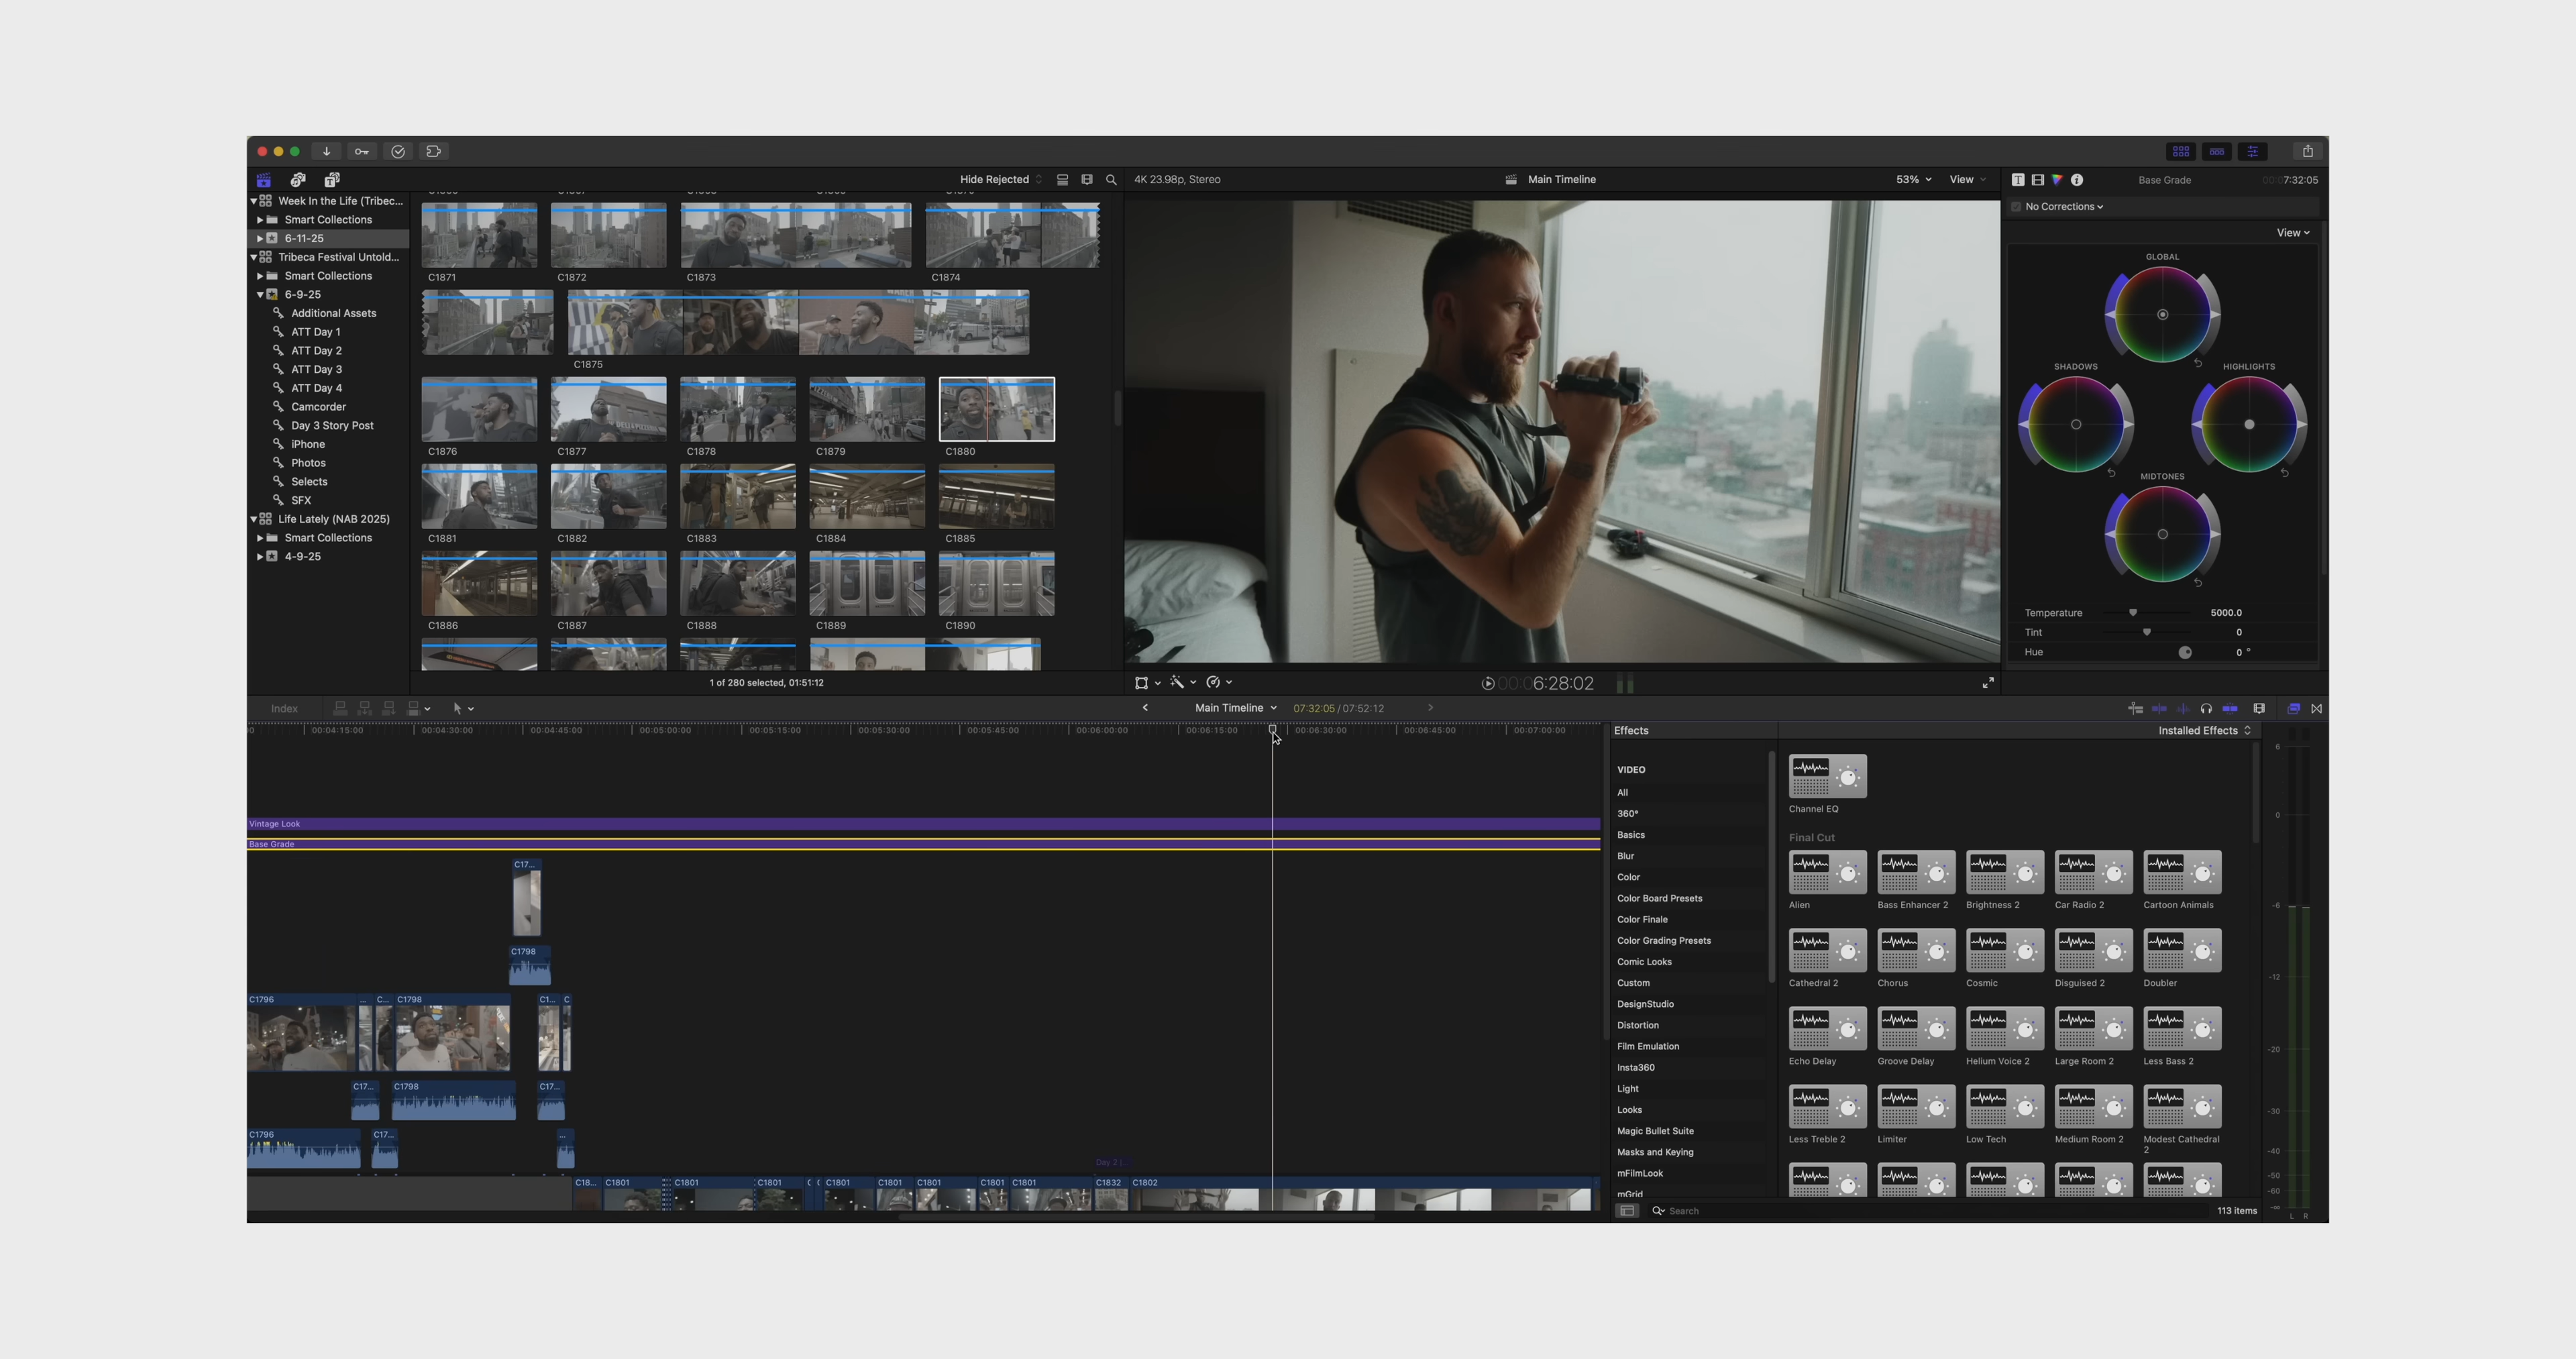 Hide Rejected
4K 23.98p, Stereo
Main Timeline
53%
View
Base Grade
00:07:32:05
Week In the Life (Tribec...
Smart Collections
6-11-25
Tribeca Festival Untold...
Smart Collections
6-9-25
Additional Assets
ATT Day 1
ATT Day 2
ATT Day 3
ATT Day 4
Camcorder
Day 3 Story Post
iPhone
Photos
Selects
SFX
Life Lately (NAB 2025)
Smart Collections
4-9-25
C1871
C1872
C1873
C1874
C1875
C1876
C1877
C1878
C1879
C1880
C1881
C1882
C1883
C1884
C1885
C1886
C1887
C1888
C1889
C1890
1 of 280 selected, 01:51:12
00:06:28:02
No Corrections
View
GLOBAL
SHADOWS
HIGHLIGHTS
MIDTONES
Temperature 5000.0
Tint 0
Hue 0 °
Index
Main Timeline
07:32:05 / 07:52:12
00:04:15:00
00:04:30:00
00:04:45:00
00:05:00:00
00:05:15:00
00:05:30:00
00:05:45:00
00:06:00:00
00:06:15:00
00:06:30:00
00:06:45:00
00:07:00:00
Vintage Look
Base Grade
C17...
C1798
C1796
...
C...
C1798
C1...
C
C17...
C1798
C17...
C1796
C17...
...
Day 2 |...
C18...
C1801
C1801
C1801
C
C
C1801
C1801
C1801
C1801
C1801
C1832
C1802
Effects
Installed Effects
VIDEO
All
360°
Basics
Blur
Color
Color Board Presets
Color Finale
Color Grading Presets
Comic Looks
Custom
DesignStudio
Distortion
Film Emulation
Insta360
Light
Looks
Magic Bullet Suite
Masks and Keying
mFilmLook
mGrid
Channel EQ
Final Cut
Alien
Bass Enhancer 2
Brightness 2
Car Radio 2
Cartoon Animals
Cathedral 2
Chorus
Cosmic
Disguised 2
Doubler
Echo Delay
Groove Delay
Helium Voice 2
Large Room 2
Less Bass 2
Less Treble 2
Limiter
Low Tech
Medium Room 2
Modest Cathedral
2
Search
113 items
6
0
-6
-12
-20
-30
-40
-50
-60
-∞
L R